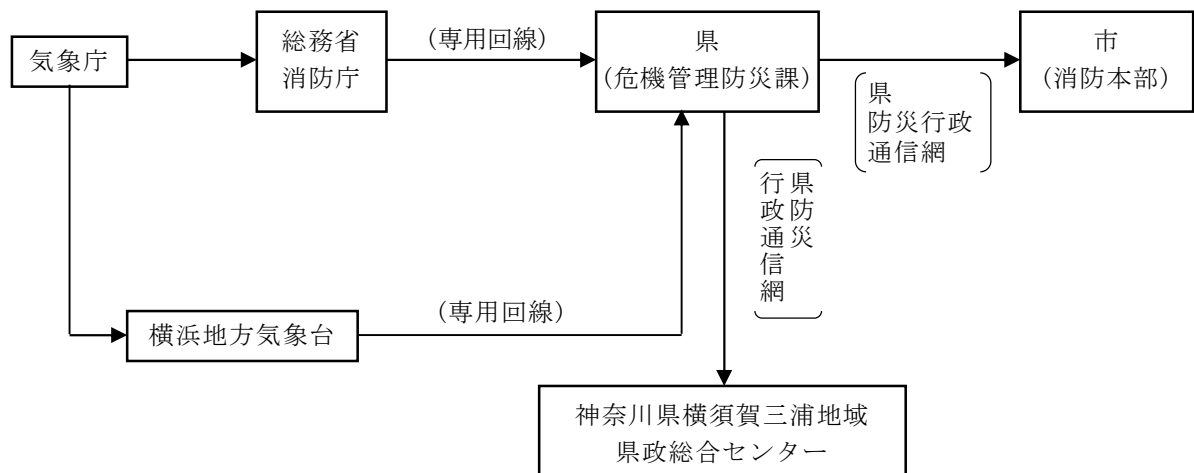 気象庁
総務省
消防庁
(専用回線)
県
(危機管理防災課)
市
(消防本部)
県
防災行政
通信網
県防災
行政通信網
横浜地方気象台
(専用回線)
神奈川県横須賀三浦地域
県政総合センター